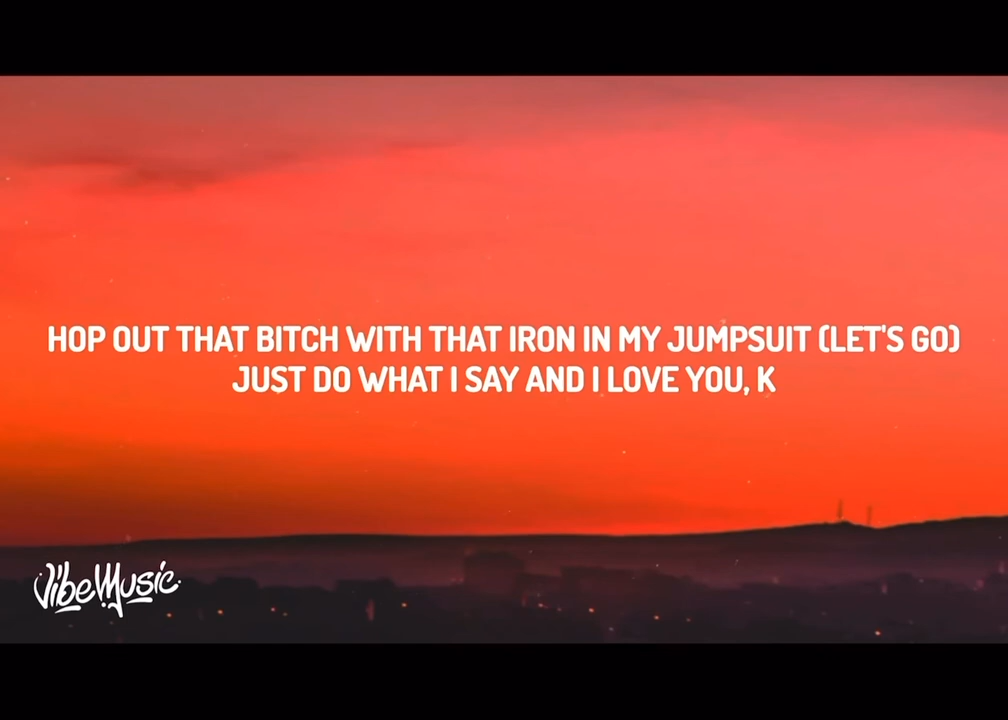 HOP OUT THAT BITCH WITH THAT IRON IN MY JUMPSUIT (LET'S GO)
JUST DO WHAT I SAY AND I LOVE YOU, K
VibeMusic